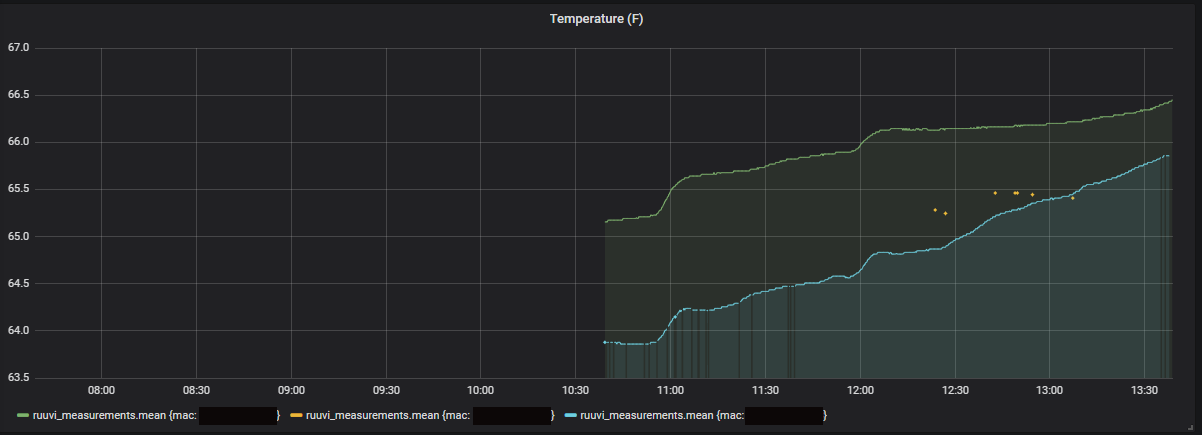 Temperature (F)
67.0
66.5
66.0
65.5
65.0
64.5
64.0
63.5
08:00 08:30 09:00 09:30 10:00 10:30 11:00 11:30 12:00 12:30 13:00 13:30
ruuvi_measurements.mean {mac: } ruuvi_measurements.mean {mac: } ruuvi_measurements.mean {mac: }